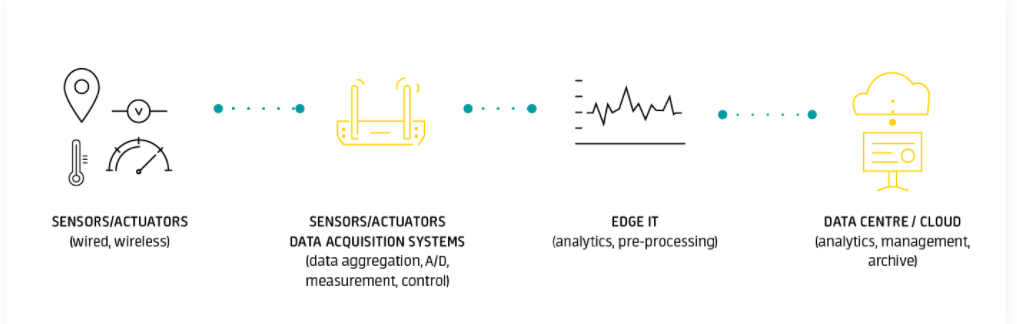 SENSORS/ACTUATORS
(wired, wireless)
SENSORS/ACTUATORS
DATA ACQUISITION SYSTEMS
(data aggregation, A/D,
measurement, control)
EDGE IT
(analytics, pre-processing)
DATA CENTRE / CLOUD
(analytics, management,
archive)